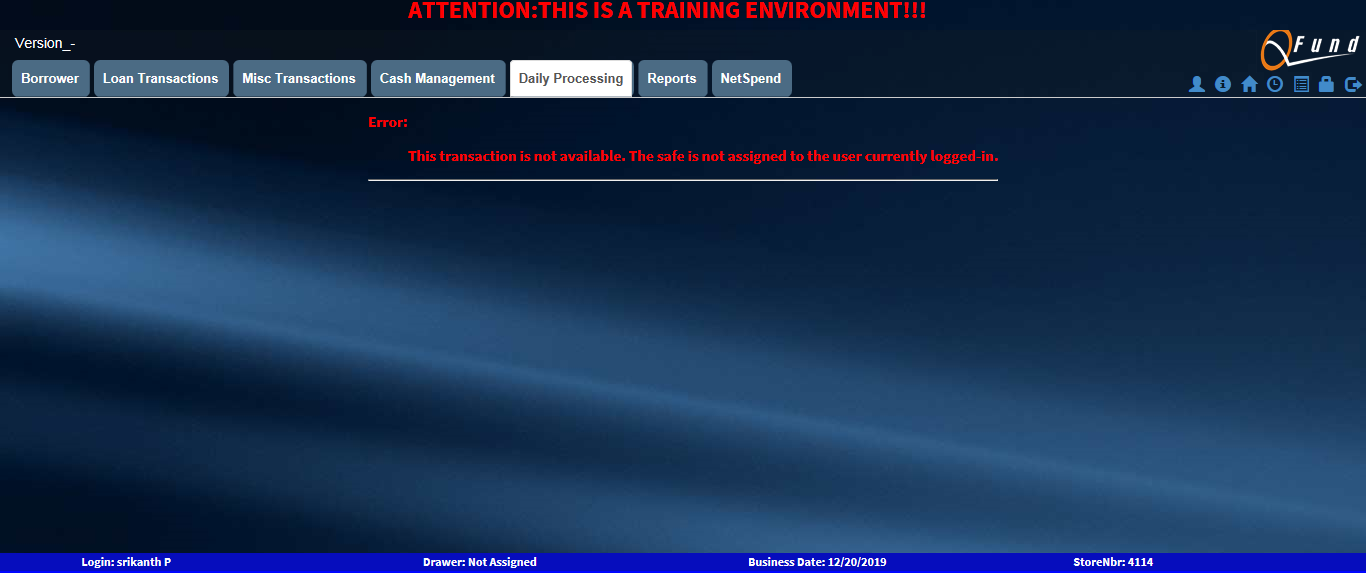 ATTENTION:THIS IS A TRAINING ENVIRONMENT!!!
Version_-
Fund
Borrower Loan Transactions Misc Transactions Cash Management Daily Processing Reports NetSpend
Error:
This transaction is not available. The safe is not assigned to the user currently logged-in.
Login: srikanth P Drawer: Not Assigned Business Date: 12/20/2019 StoreNbr: 4114